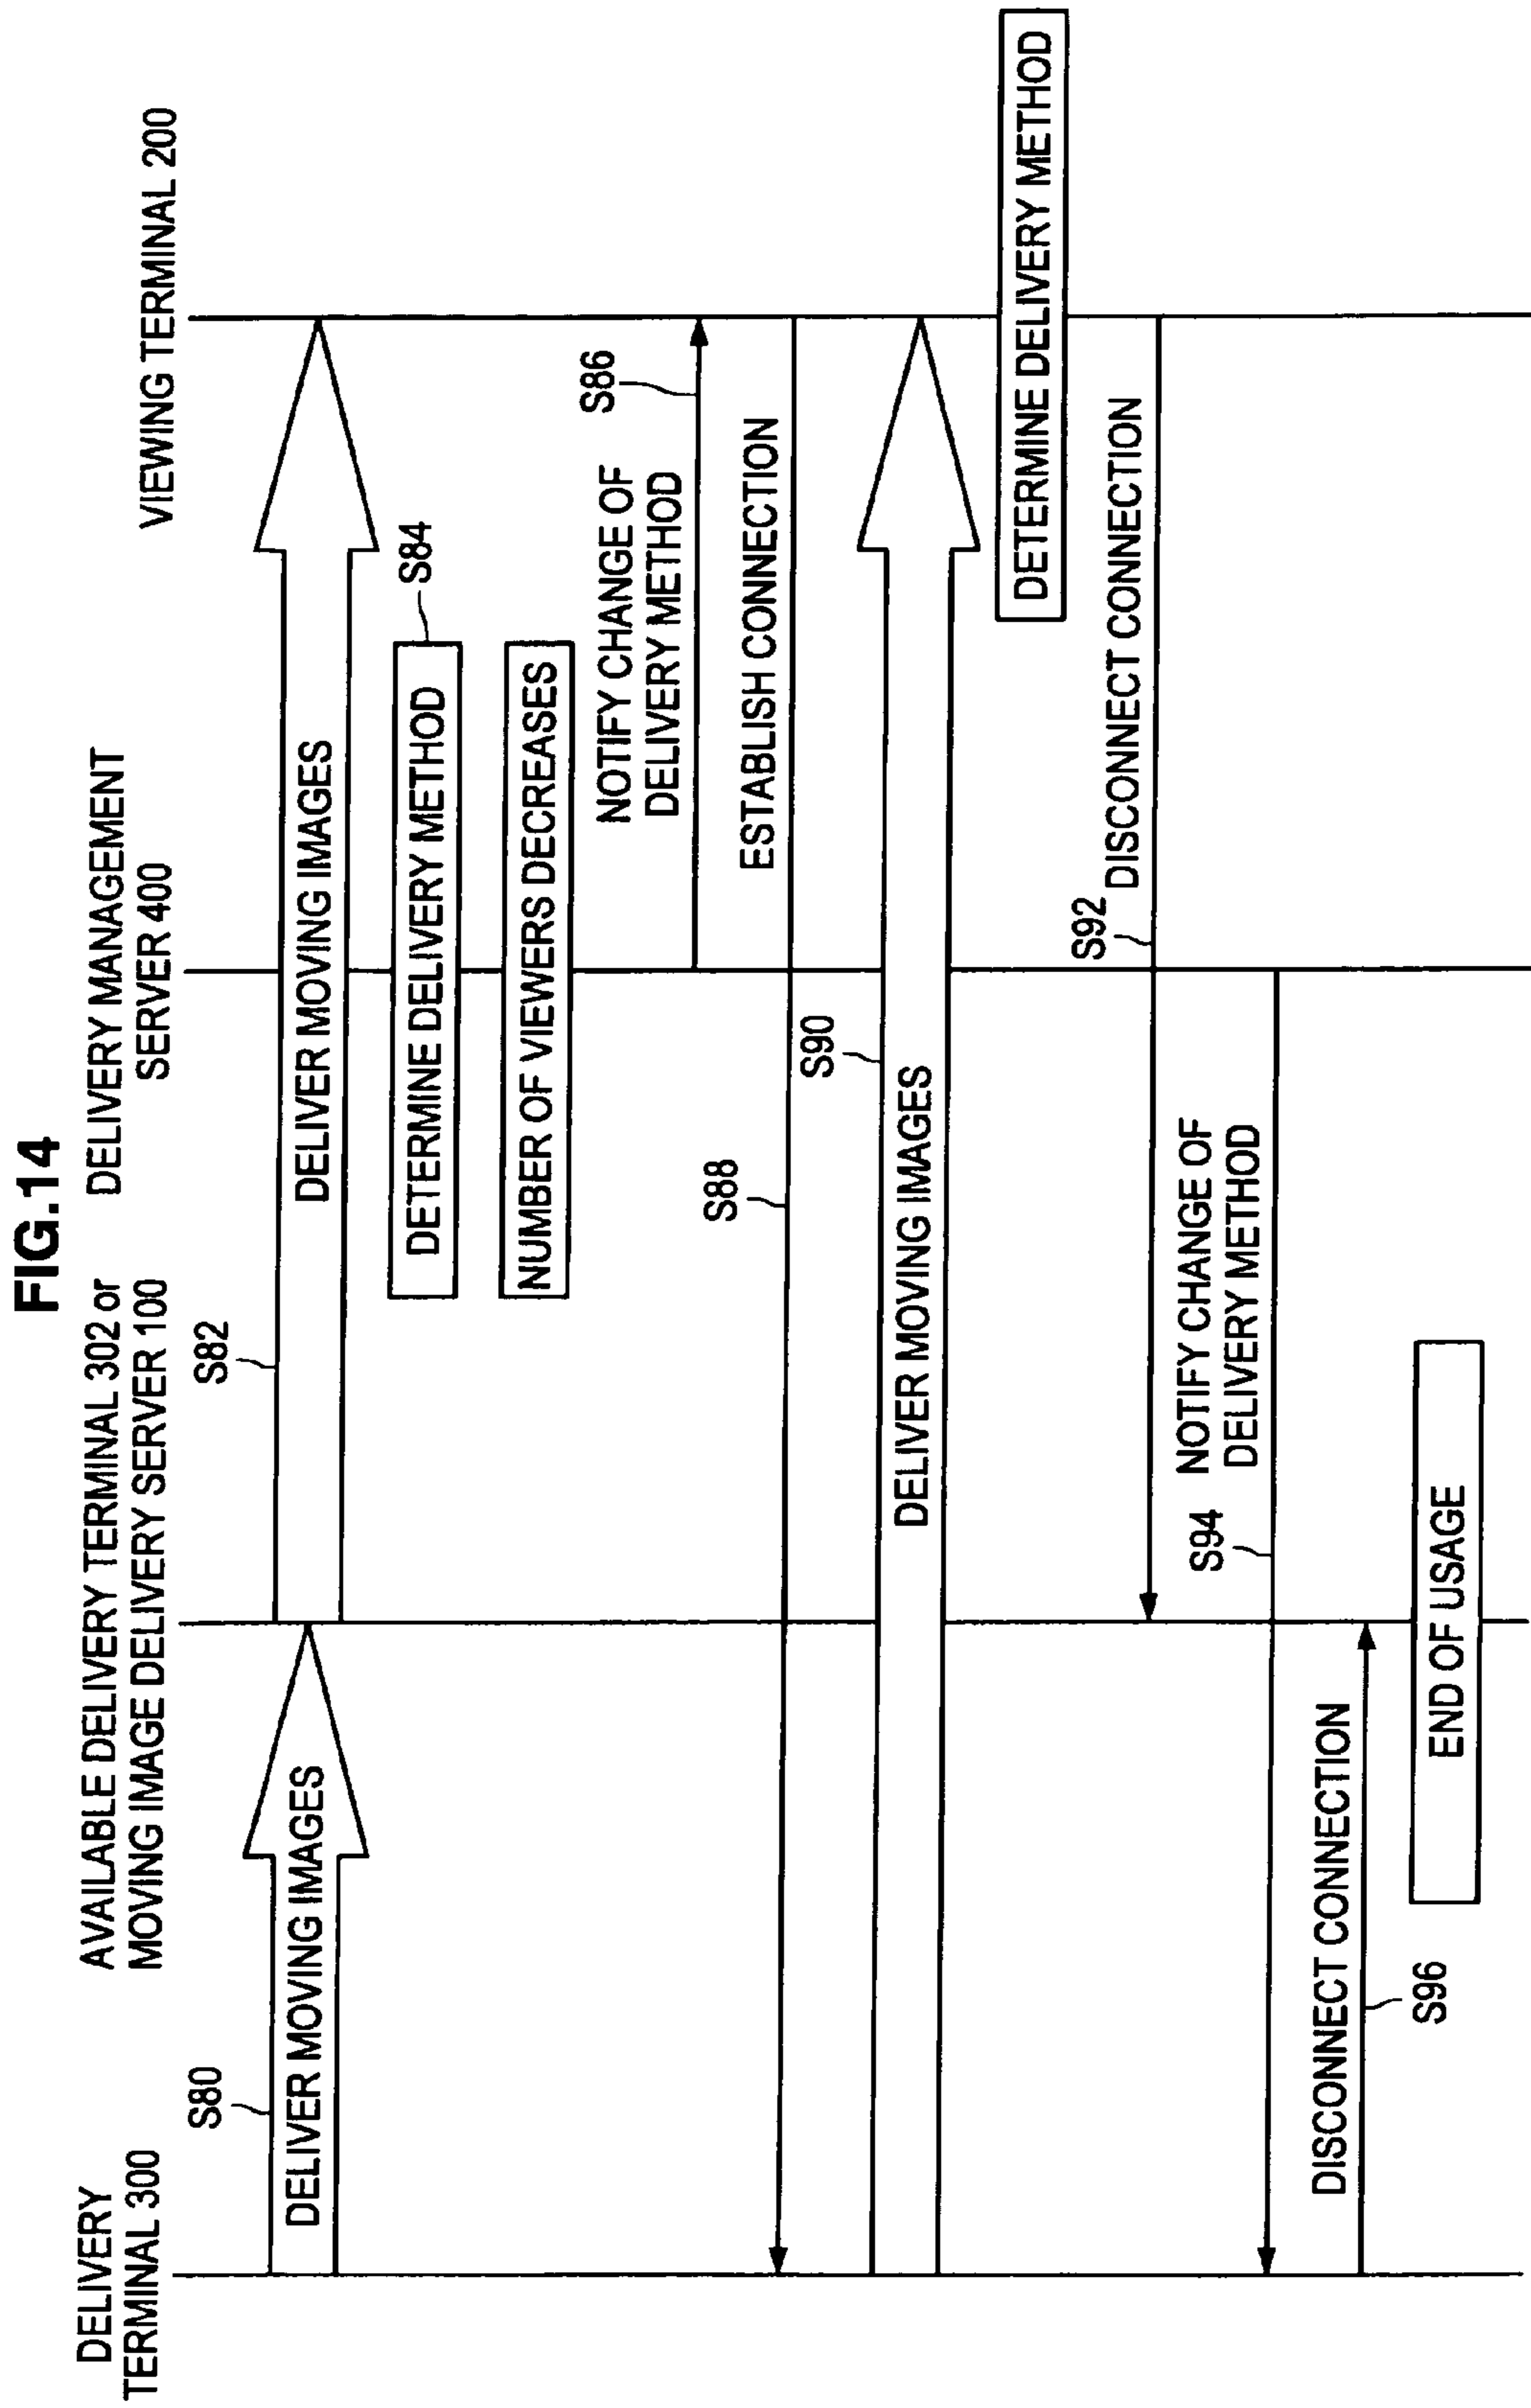 FIG.14
DELIVERY
TERMINAL 300
AVAILABLE DELIVERY TERMINAL 302 or
MOVING IMAGE DELIVERY SERVER 100
DELIVERY MANAGEMENT
SERVER 400
VIEWING TERMINAL 200
S80
DELIVER MOVING IMAGES
S82
DELIVER MOVING IMAGES
DETERMINE DELIVERY METHOD
S84
NUMBER OF VIEWERS DECREASES
NOTIFY CHANGE OF
DELIVERY METHOD
S86
S88
ESTABLISH CONNECTION
S90
DELIVER MOVING IMAGES
DETERMINE DELIVERY METHOD
S92
DISCONNECT CONNECTION
S94
NOTIFY CHANGE OF
DELIVERY METHOD
DISCONNECT CONNECTION
S96
END OF USAGE